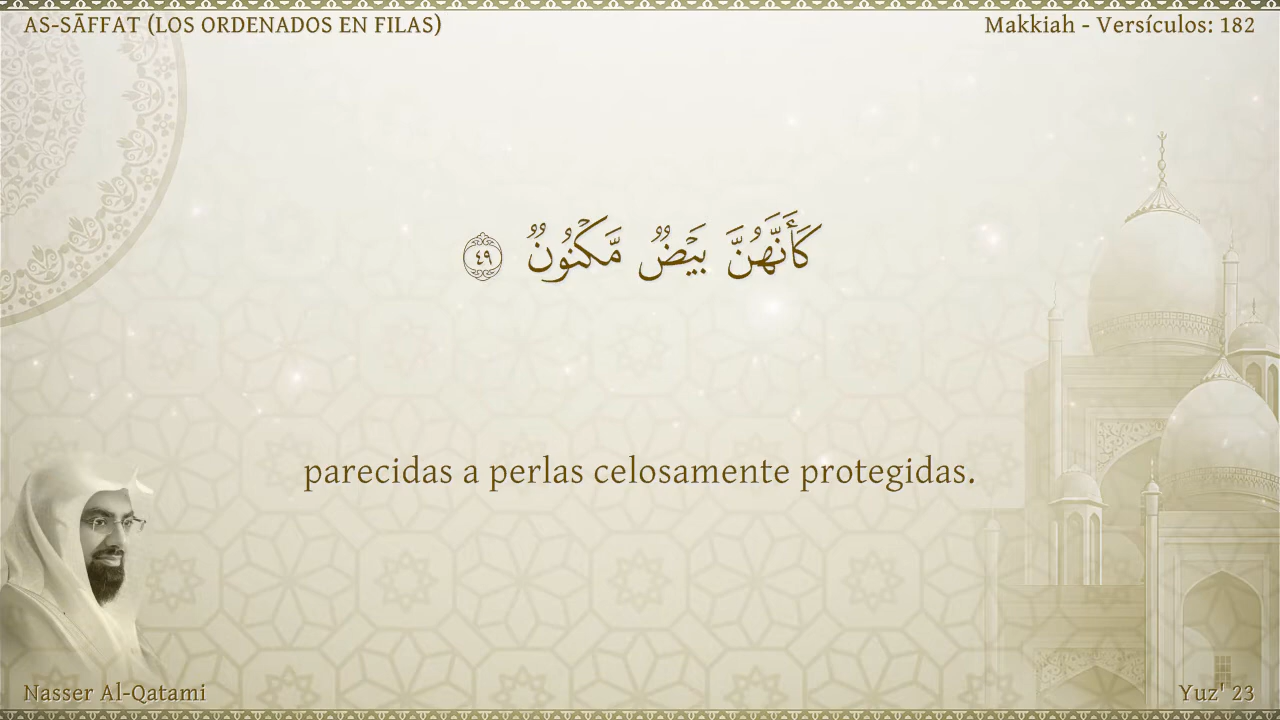 AS-SĀFFAT (LOS ORDENADOS EN FILAS)
Makkiah - Versículos: 182
كَأَنَّهُنَّ بَيْضٌ مَّكْنُونٌ ٤٩
parecidas a perlas celosamente protegidas.
Nasser Al-Qatami
Yuz' 23